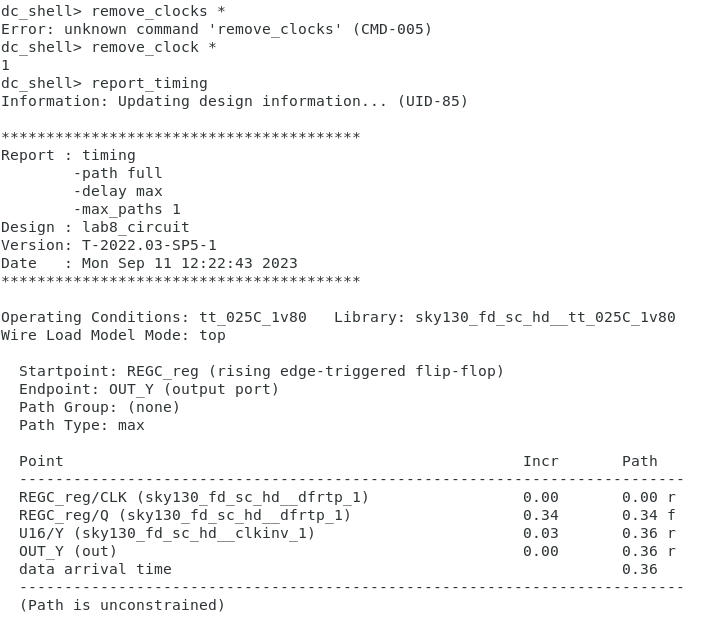 dc_shell> remove_clocks *
Error: unknown command 'remove_clocks' (CMD-005)
dc_shell> remove_clock *
1
dc_shell> report_timing
Information: Updating design information... (UID-85)
****************************************
Report : timing
        -path full
        -delay max
        -max_paths 1
Design : lab8_circuit
Version: T-2022.03-SP5-1
Date   : Mon Sep 11 12:22:43 2023
****************************************
Operating Conditions: tt_025C_1v80   Library: sky130_fd_sc_hd__tt_025C_1v80
Wire Load Model Mode: top
  Startpoint: REGC_reg (rising edge-triggered flip-flop)
  Endpoint: OUT_Y (output port)
  Path Group: (none)
  Path Type: max
  Point                                                   Incr       Path
  --------------------------------------------------------------------------
  REGC_reg/CLK (sky130_fd_sc_hd__dfrtp_1)                 0.00       0.00 r
  REGC_reg/Q (sky130_fd_sc_hd__dfrtp_1)                   0.34       0.34 f
  U16/Y (sky130_fd_sc_hd__clkinv_1)                       0.03       0.36 r
  OUT_Y (out)                                             0.00       0.36 r
  data arrival time                                                  0.36
  --------------------------------------------------------------------------
  (Path is unconstrained)